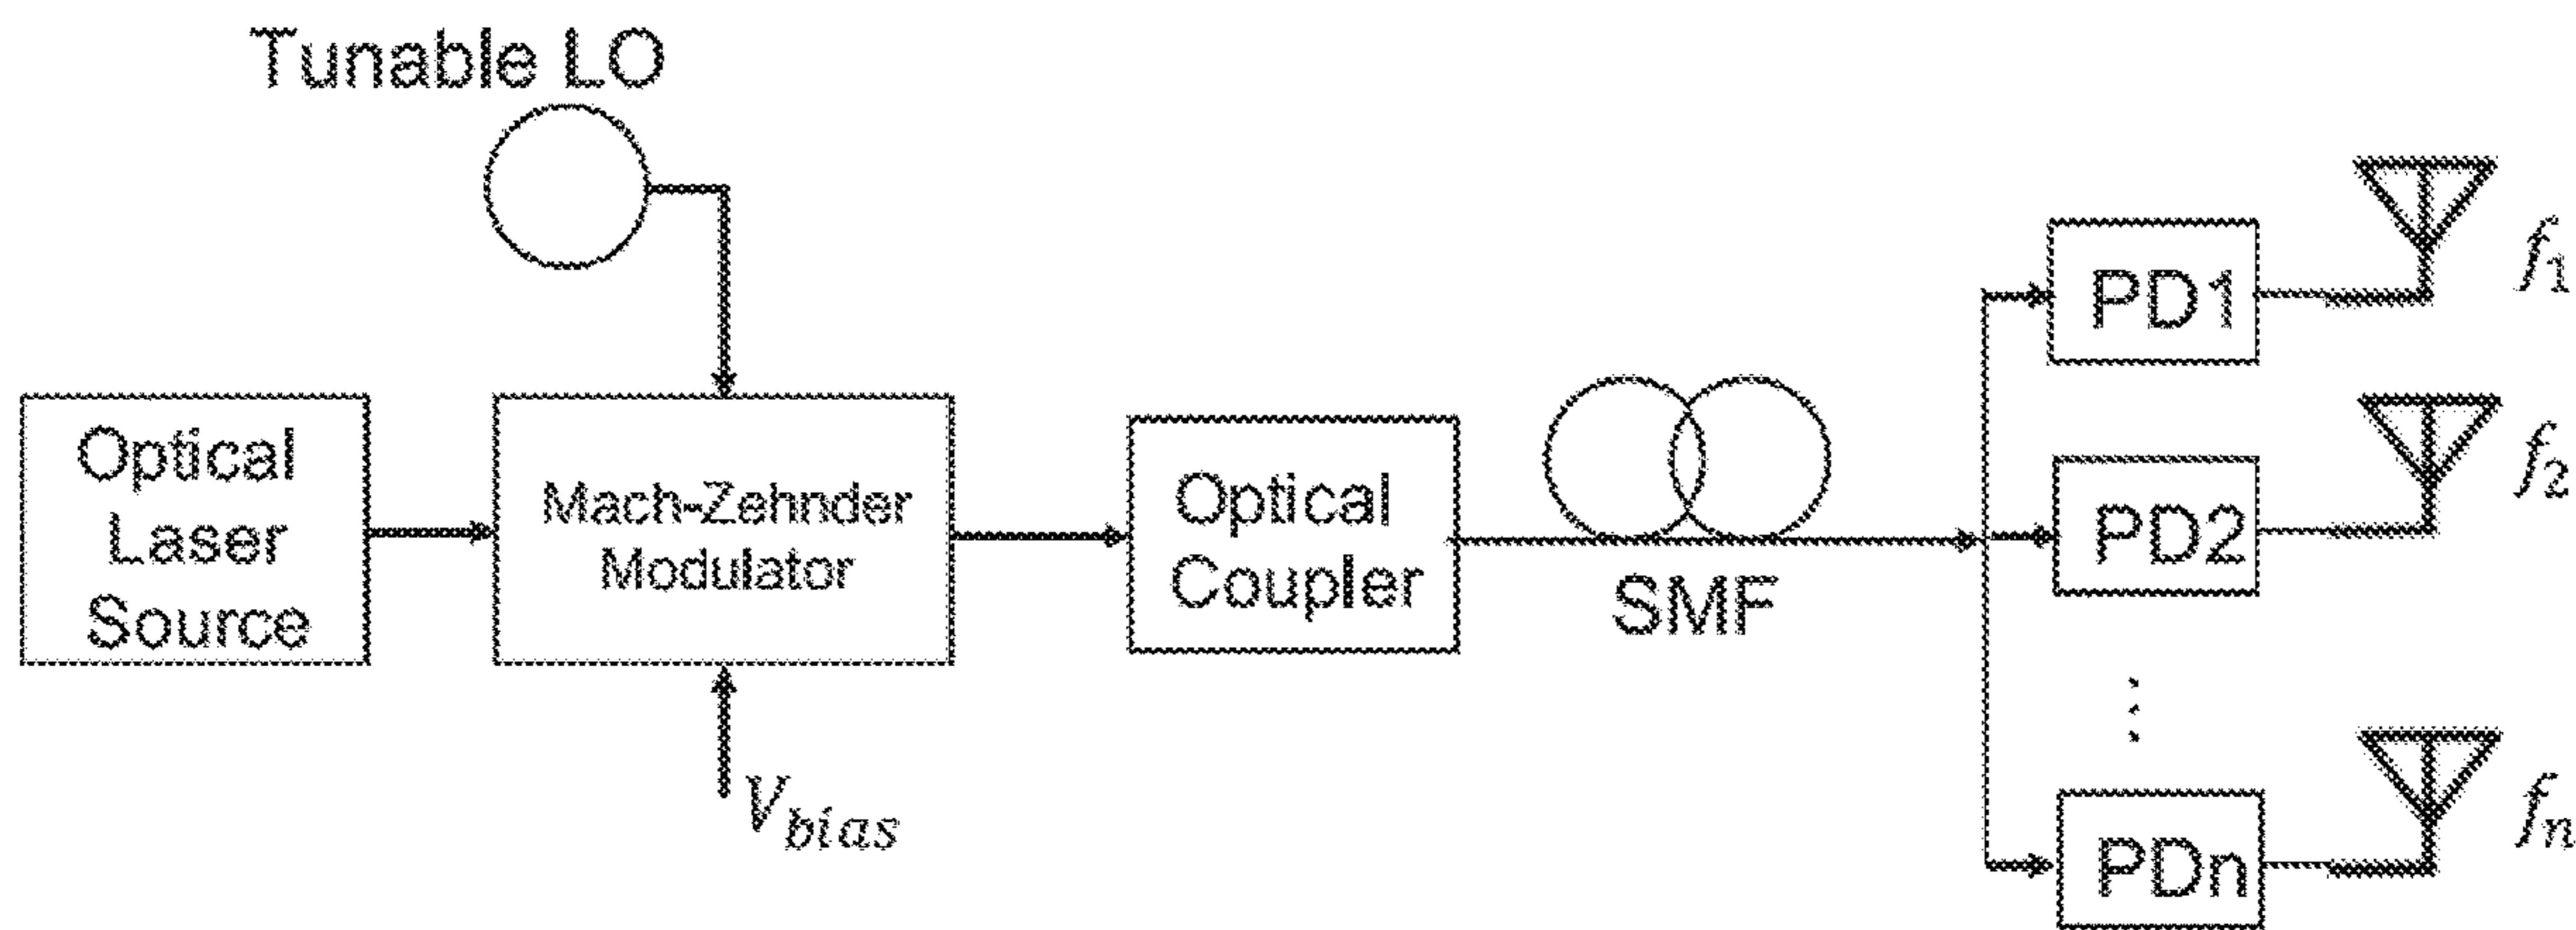 Tunable LO
Optical
Laser
Source
Mach-Zehnder
Modulator
V_bias
Optical
Coupler
SMF
PD1
f_1
PD2
f_2
PDn
f_n